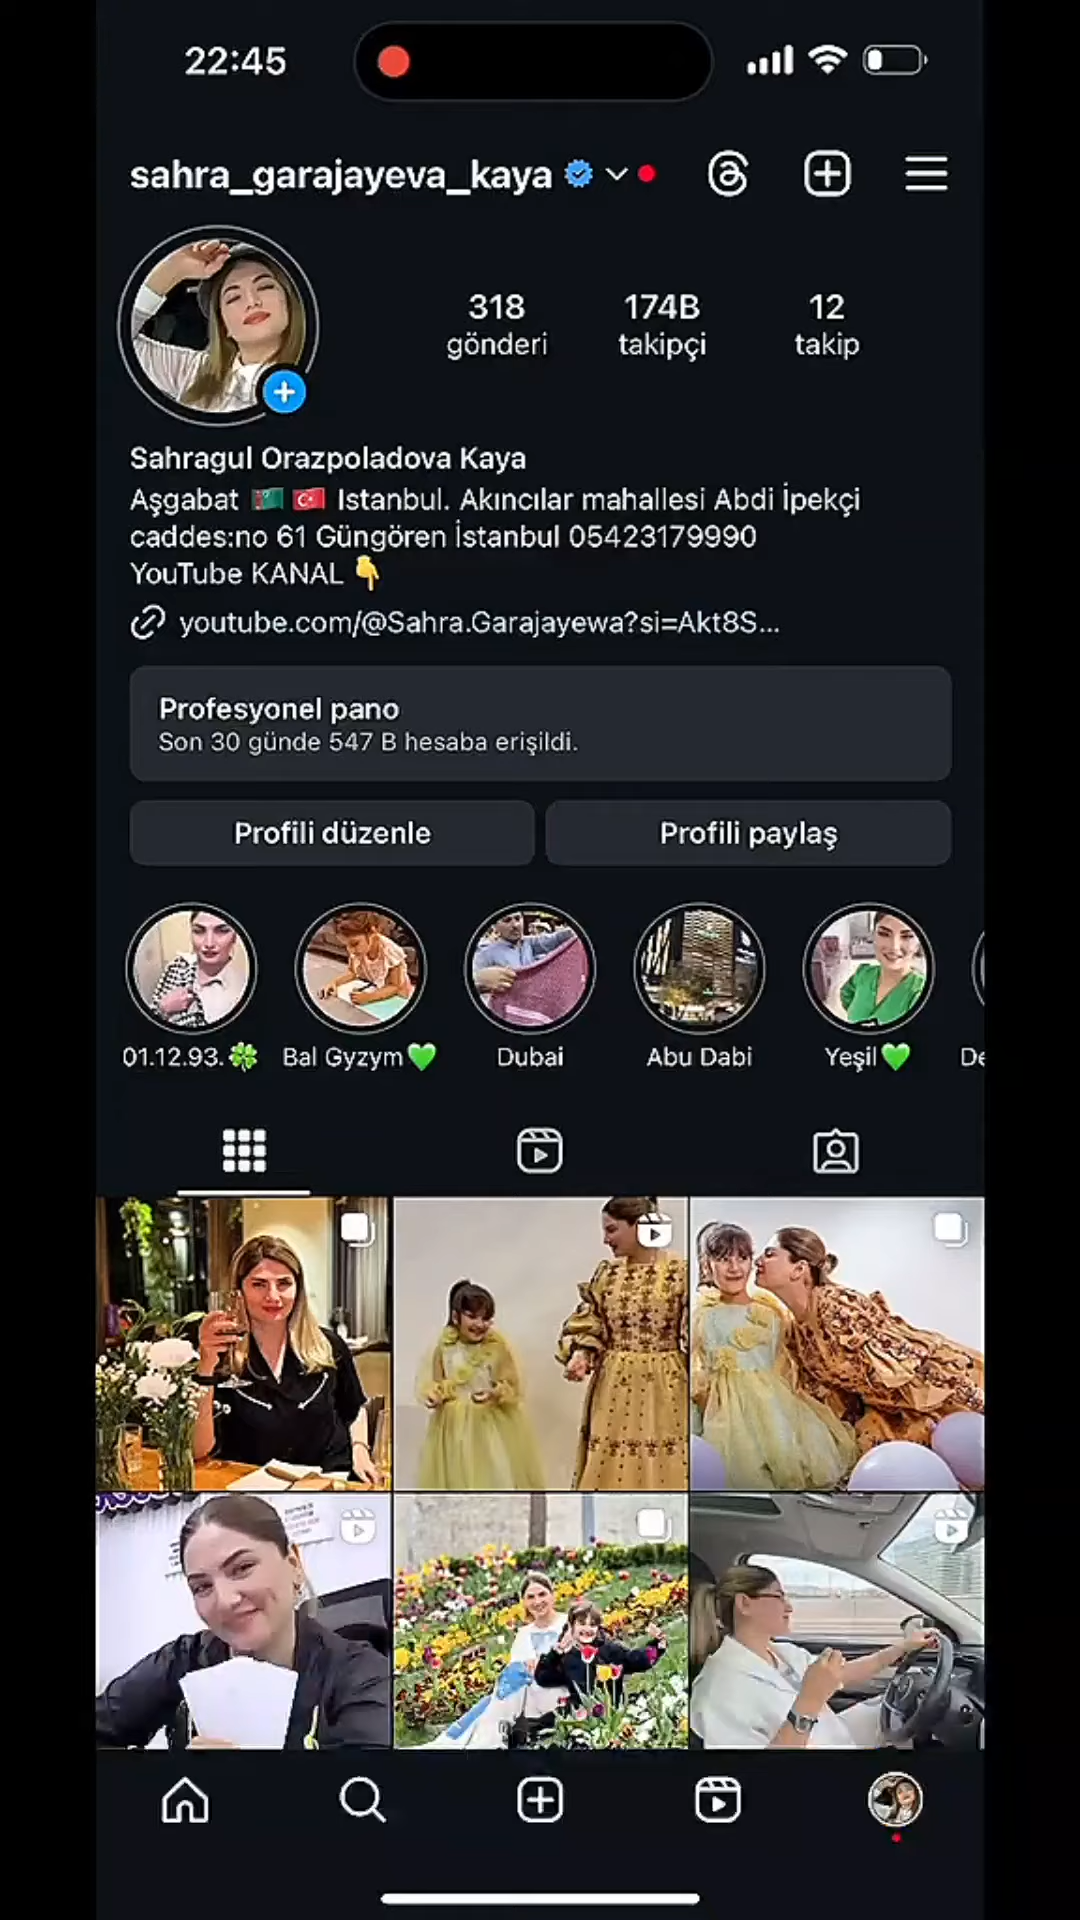 22:45
sahra_garajayeva_kaya
318
gönderi
174B
takipçi
12
takip
Sahragul Orazpoladova Kaya
Aşgabat 🇹🇲 🇹🇷 Istanbul. Akıncılar mahallesi Abdi İpekçi
caddes:no 61 Güngören İstanbul 05423179990
YouTube KANAL 👇
youtube.com/@Sahra.Garajayewa?si=Akt8S...
Profesyonel pano
Son 30 günde 547 B hesaba erişildi.
Profili düzenle
Profili paylaş
01.12.93.🍀
Bal Gyzym💚
Dubai
Abu Dabi
Yeşil💚
De